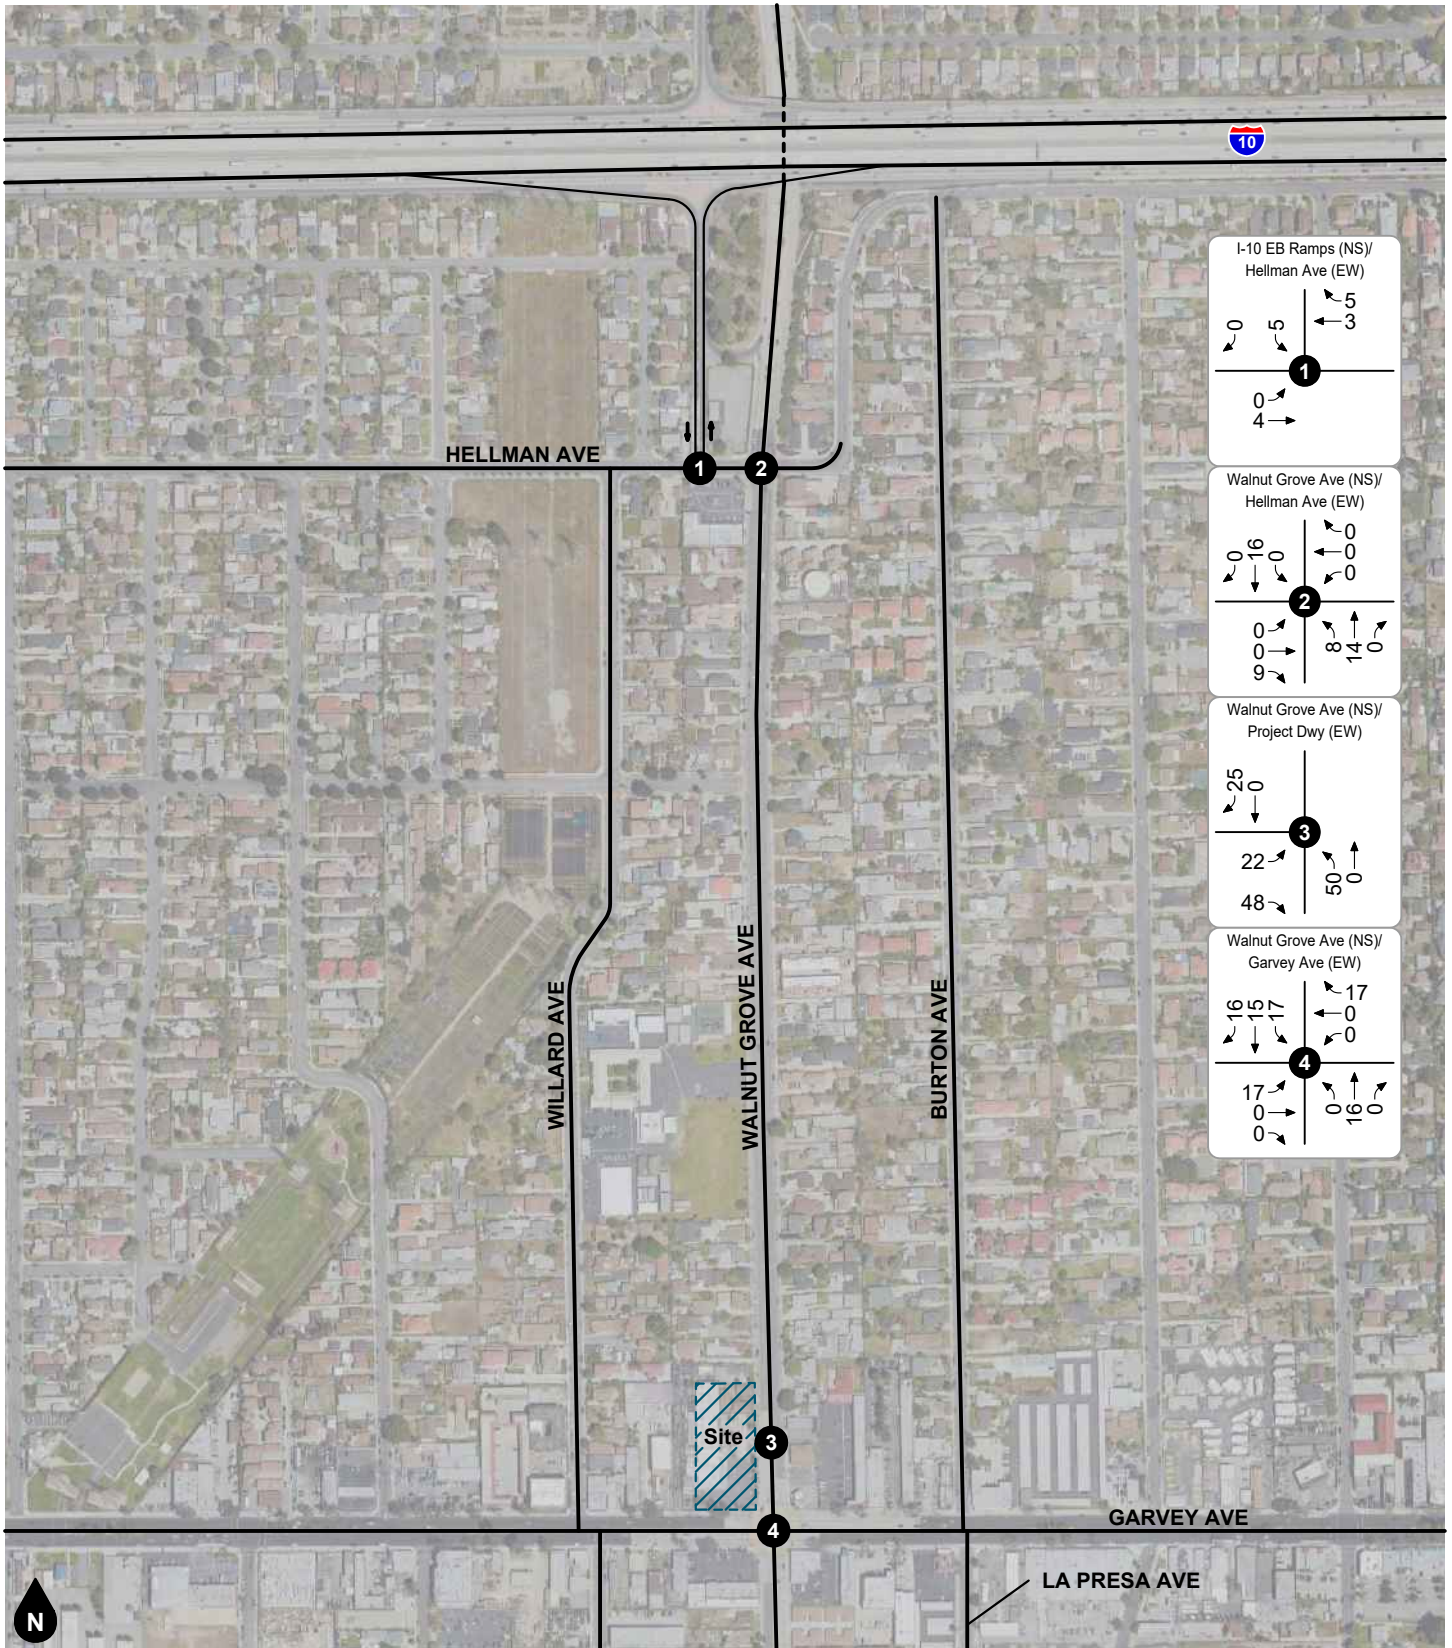 10
I-10 EB Ramps (NS)/
Hellman Ave (EW)
0
5
5
3
1
0
4
HELLMAN AVE
1
2
Walnut Grove Ave (NS)/
Hellman Ave (EW)
0
16
0
0
0
0
2
0
0
9
8
14
0
Walnut Grove Ave (NS)/
Project Dwy (EW)
25
0
3
22
48
50
0
Walnut Grove Ave (NS)/
Garvey Ave (EW)
16
15
17
17
0
0
4
17
0
0
0
16
0
WILLARD AVE
WALNUT GROVE AVE
BURTON AVE
Site
3
4
GARVEY AVE
LA PRESA AVE
N